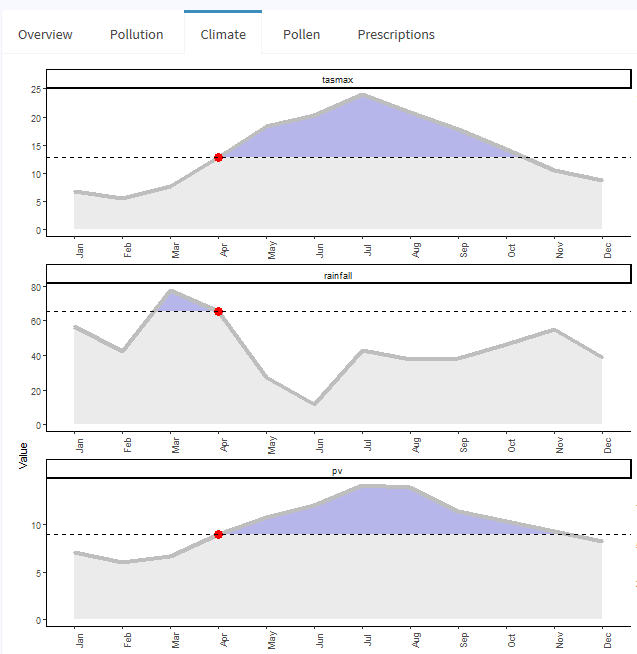 Overview Pollution Climate Pollen Prescriptions
tasmax
25
20
15
10
5
0
Jan Feb Mar Apr May Jun Jul Aug Sep Oct Nov Dec
rainfall
80
60
40
20
0
Jan Feb Mar Apr May Jun Jul Aug Sep Oct Nov Dec
Value
pv
10
5
0
Jan Feb Mar Apr May Jun Jul Aug Sep Oct Nov Dec